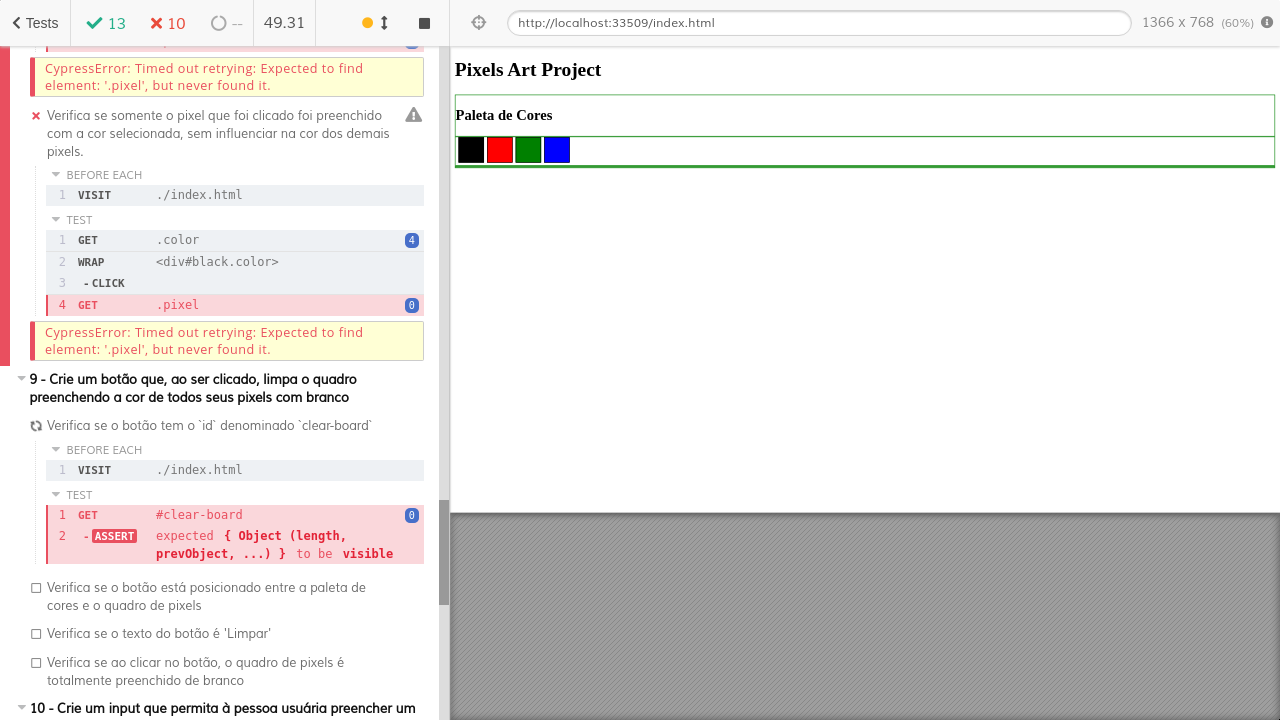 Tests
13
10
--
49.31
http://localhost:33509/index.html
1366 x 768 (60%)
CypressError: Timed out retrying: Expected to find
element: '.pixel', but never found it.
Verifica se somente o pixel que foi clicado foi preenchido
com a cor selecionada, sem influenciar na cor dos demais
pixels.
BEFORE EACH
1 VISIT ./index.html
TEST
1 GET .color 4
2 WRAP <div#black.color>
3 - CLICK
4 GET .pixel 0
CypressError: Timed out retrying: Expected to find
element: '.pixel', but never found it.
9 - Crie um botão que, ao ser clicado, limpa o quadro
preenchendo a cor de todos seus pixels com branco
Verifica se o botão tem o `id` denominado `clear-board`
BEFORE EACH
1 VISIT ./index.html
TEST
1 GET #clear-board 0
2 - ASSERT expected { Object (length,
prevObject, ...) } to be visible
Verifica se o botão está posicionado entre a paleta de
cores e o quadro de pixels
Verifica se o texto do botão é 'Limpar'
Verifica se ao clicar no botão, o quadro de pixels é
totalmente preenchido de branco
10 - Crie um input que permita à pessoa usuária preencher um
Pixels Art Project
Paleta de Cores